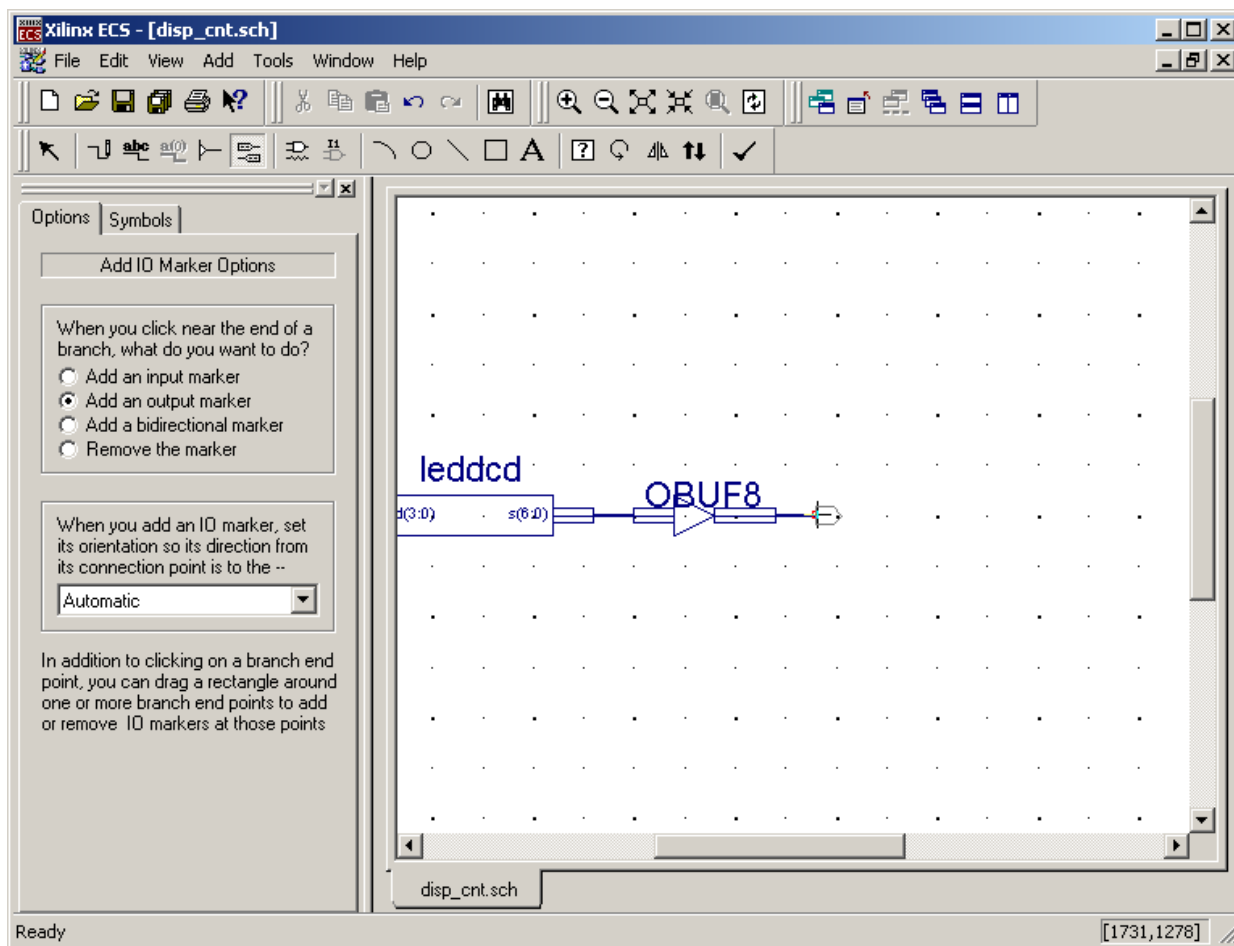 Xilinx ECS - [disp_cnt.sch]
File Edit View Add Tools Window Help
abc
A
Options
Symbols
Add IO Marker Options
When you click near the end of a
branch, what do you want to do?
Add an input marker
Add an output marker
Add a bidirectional marker
Remove the marker
When you add an IO marker, set
its orientation so its direction from
its connection point is to the --
Automatic
In addition to clicking on a branch end
point, you can drag a rectangle around
one or more branch end points to add
or remove IO markers at those points
leddcd
OBUF8
d(3:0)
s(6:0)
disp_cnt.sch
Ready
[1731,1278]